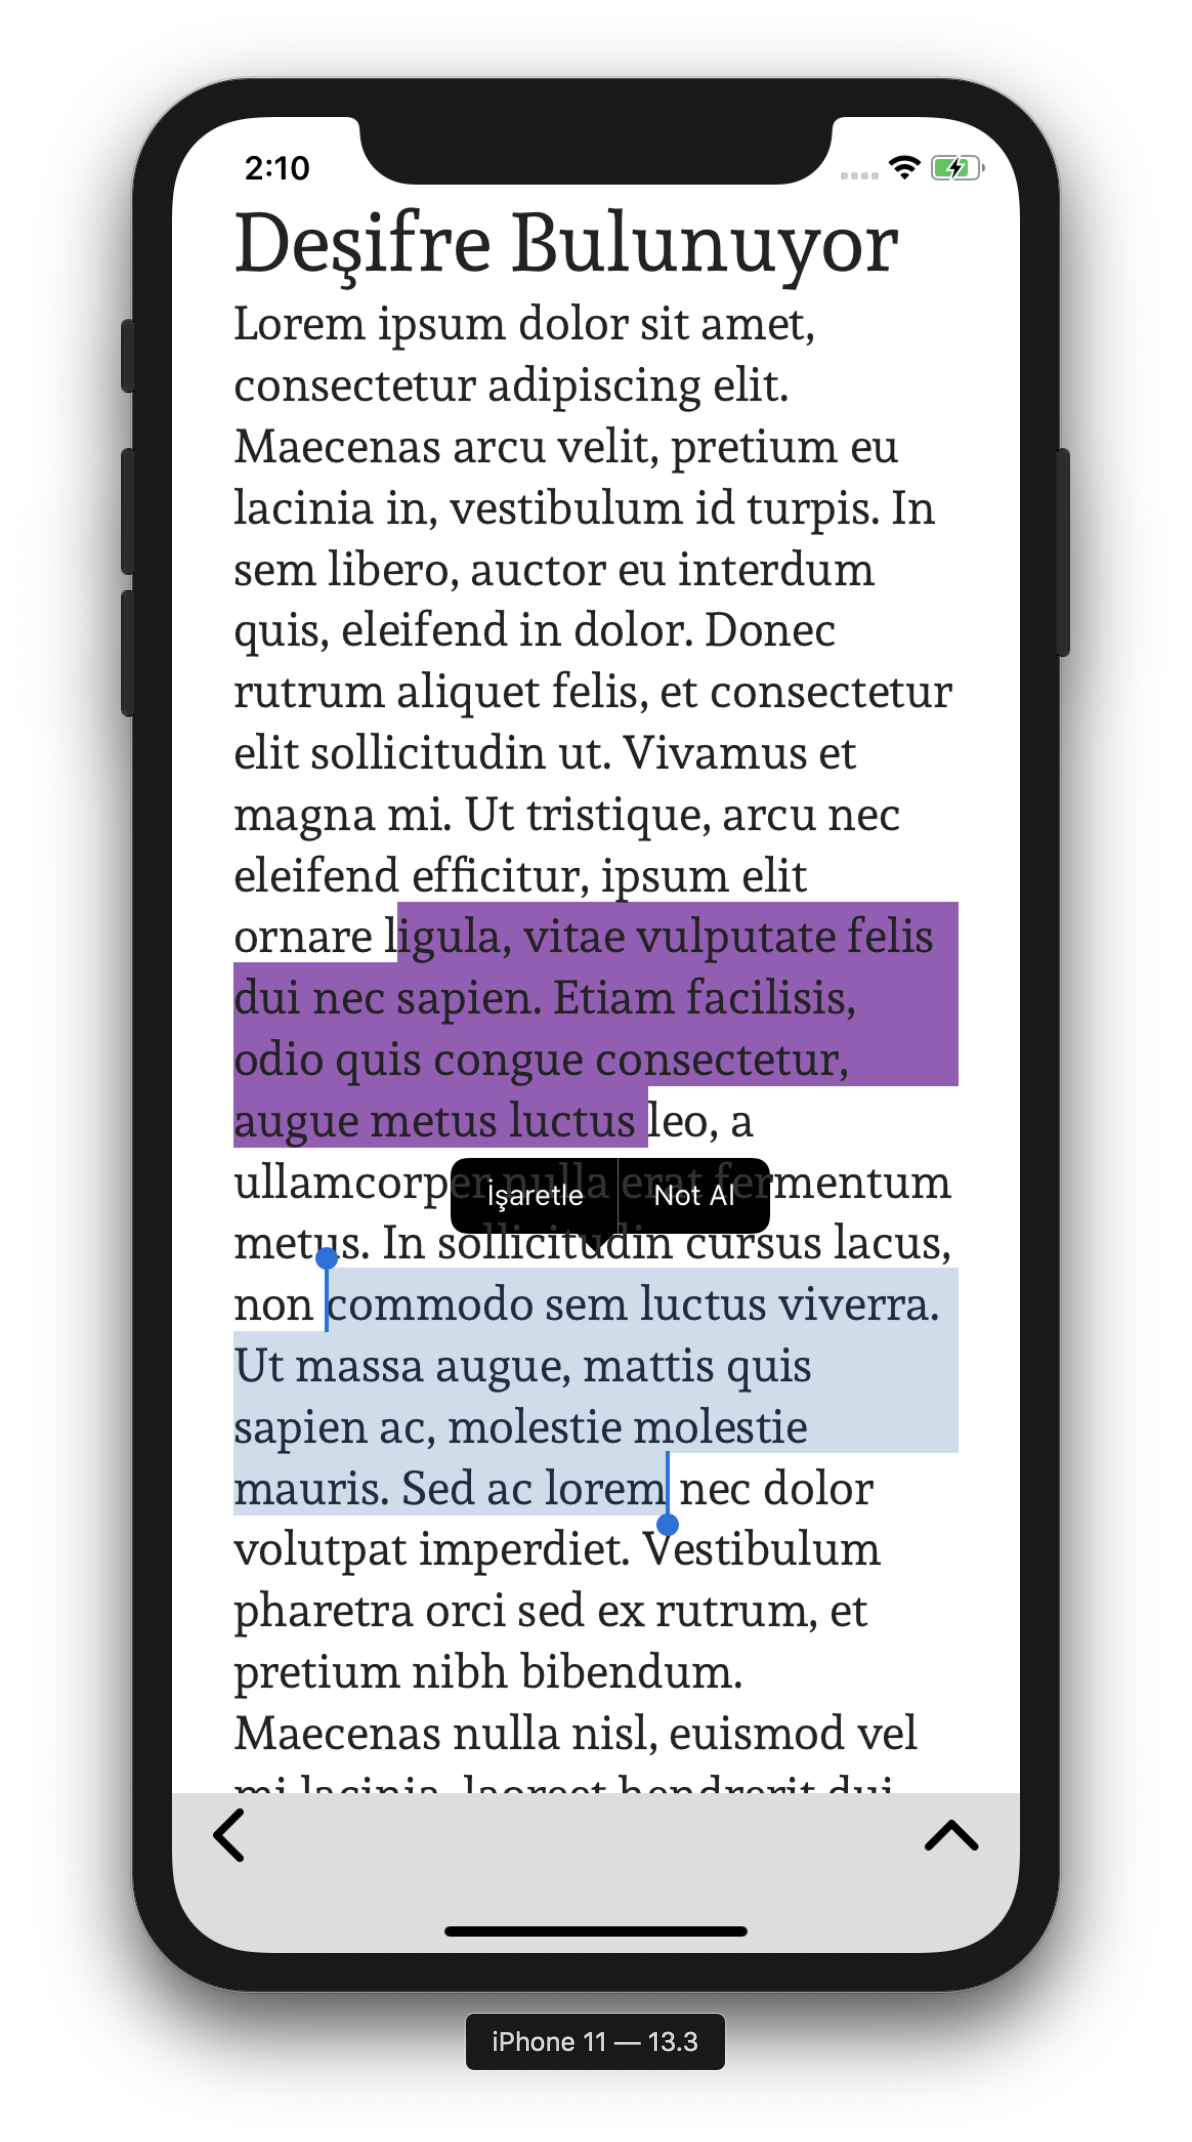 2:10
Deşifre Bulunuyor
Lorem ipsum dolor sit amet,
consectetur adipiscing elit.
Maecenas arcu velit, pretium eu
lacinia in, vestibulum id turpis. In
sem libero, auctor eu interdum
quis, eleifend in dolor. Donec
rutrum aliquet felis, et consectetur
elit sollicitudin ut. Vivamus et
magna mi. Ut tristique, arcu nec
eleifend efficitur, ipsum elit
ornare ligula, vitae vulputate felis
dui nec sapien. Etiam facilisis,
odio quis congue consectetur,
augue metus luctus leo, a
ullamcorper nulla erat fermentum
İşaretle Not Al
metus. In sollicitudin cursus lacus,
non commodo sem luctus viverra.
Ut massa augue, mattis quis
sapien ac, molestie molestie
mauris. Sed ac lorem nec dolor
volutpat imperdiet. Vestibulum
pharetra orci sed ex rutrum, et
pretium nibh bibendum.
Maecenas nulla nisl, euismod vel
mi lacinia, laoreet hendrerit dui
iPhone 11 — 13.3